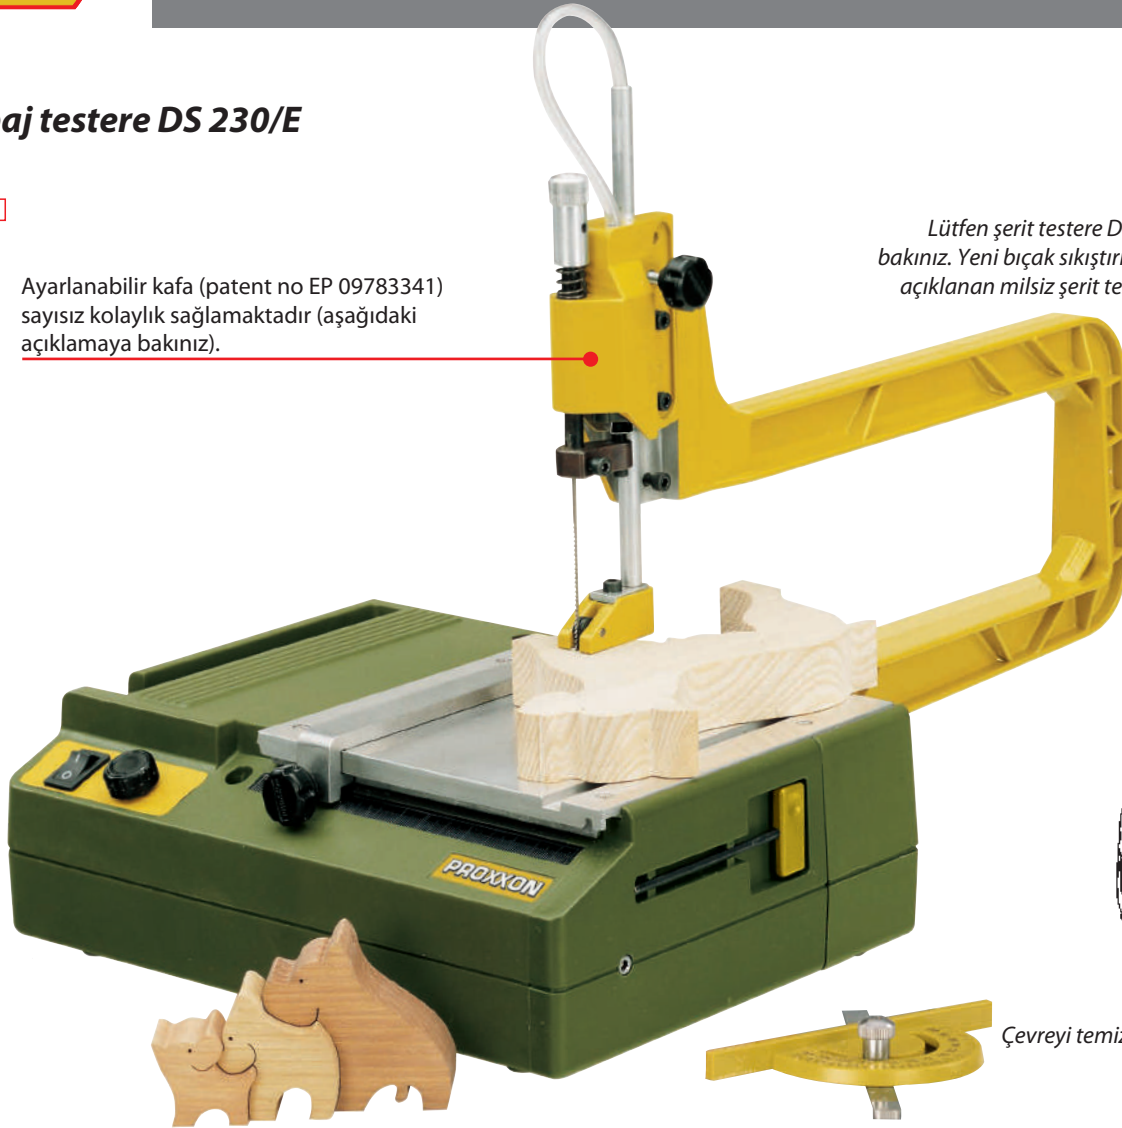 aj testere DS 230/E
Lütfen şerit testere D
bakınız. Yeni bıçak sıkıştır
açıklanan milsiz şerit te
Ayarlanabilir kafa (patent no EP 09783341)
sayısız kolaylık sağlamaktadır (aşağıdaki
açıklamaya bakınız).
PROXXON
Çevreyi temiz